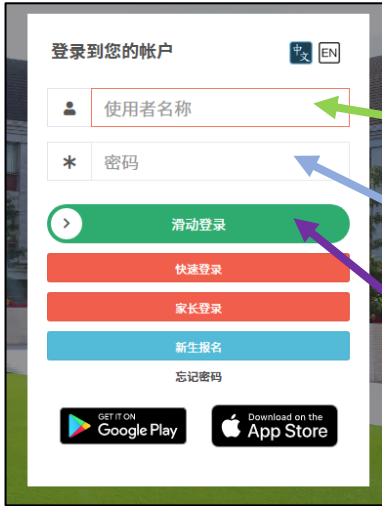 登录到您的帐户
中文 EN
使用者名称
密码
滑动登录
快速登录
家长登录
新生报名
忘记密码
GET IT ON
Google Play
Download on the
App Store